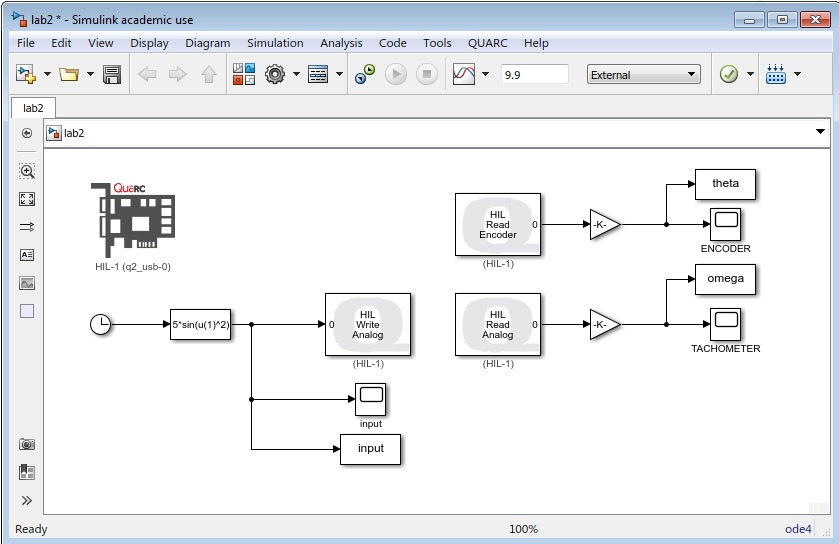 lab2 * - Simulink academic use
File Edit View Display Diagram Simulation Analysis Code Tools QUARC Help
9.9
External
lab2
lab2
QUARC
HIL-1 (q2_usb-0)
HIL
Read
Encoder
0
(HIL-1)
-K-
theta
ENCODER
5*sin(u(1)^2)
0
HIL
Write
Analog
(HIL-1)
HIL
Read
Analog
0
(HIL-1)
-K-
omega
TACHOMETER
input
input
Ready
100%
ode4